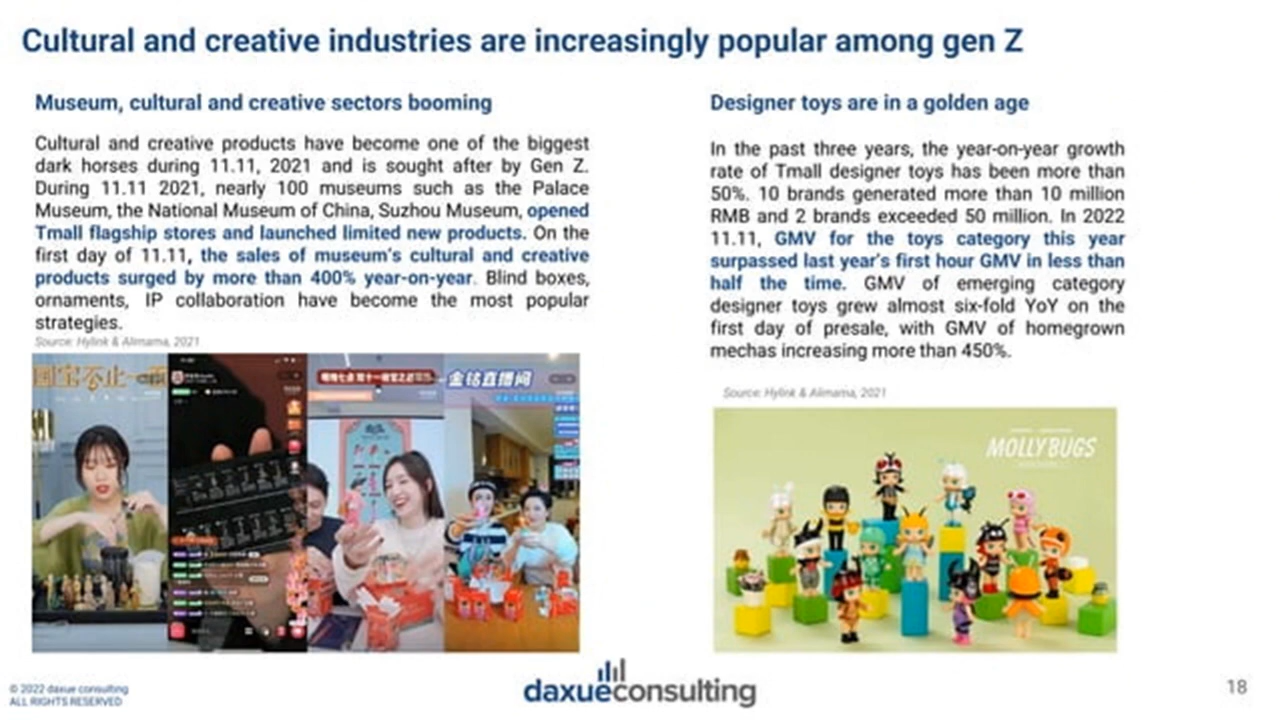 Cultural and creative industries are increasingly popular among gen Z
Museum, cultural and creative sectors booming
Cultural and creative products have become one of the biggest
dark horses during 11.11, 2021 and is sought after by Gen Z.
During 11.11 2021, nearly 100 museums such as the Palace
Museum, the National Museum of China, Suzhou Museum, opened
Tmall flagship stores and launched limited new products. On the
first day of 11.11, the sales of museum's cultural and creative
products surged by more than 400% year-on-year. Blind boxes,
ornaments, IP collaboration have become the most popular
strategies.
Source: Hylink & Alimama, 2021
国宝不止一面
金铭直播间
Designer toys are in a golden age
In the past three years, the year-on-year growth
rate of Tmall designer toys has been more than
50%. 10 brands generated more than 10 million
RMB and 2 brands exceeded 50 million. In 2022
11.11, GMV for the toys category this year
surpassed last year's first hour GMV in less than
half the time. GMV of emerging category
designer toys grew almost six-fold YoY on the
first day of presale, with GMV of homegrown
mechas increasing more than 450%.
Source: Hylink & Alimama, 2021
MOLLY BUGS
© 2022 daxue consulting
ALL RIGHTS RESERVED
daxueconsulting
18